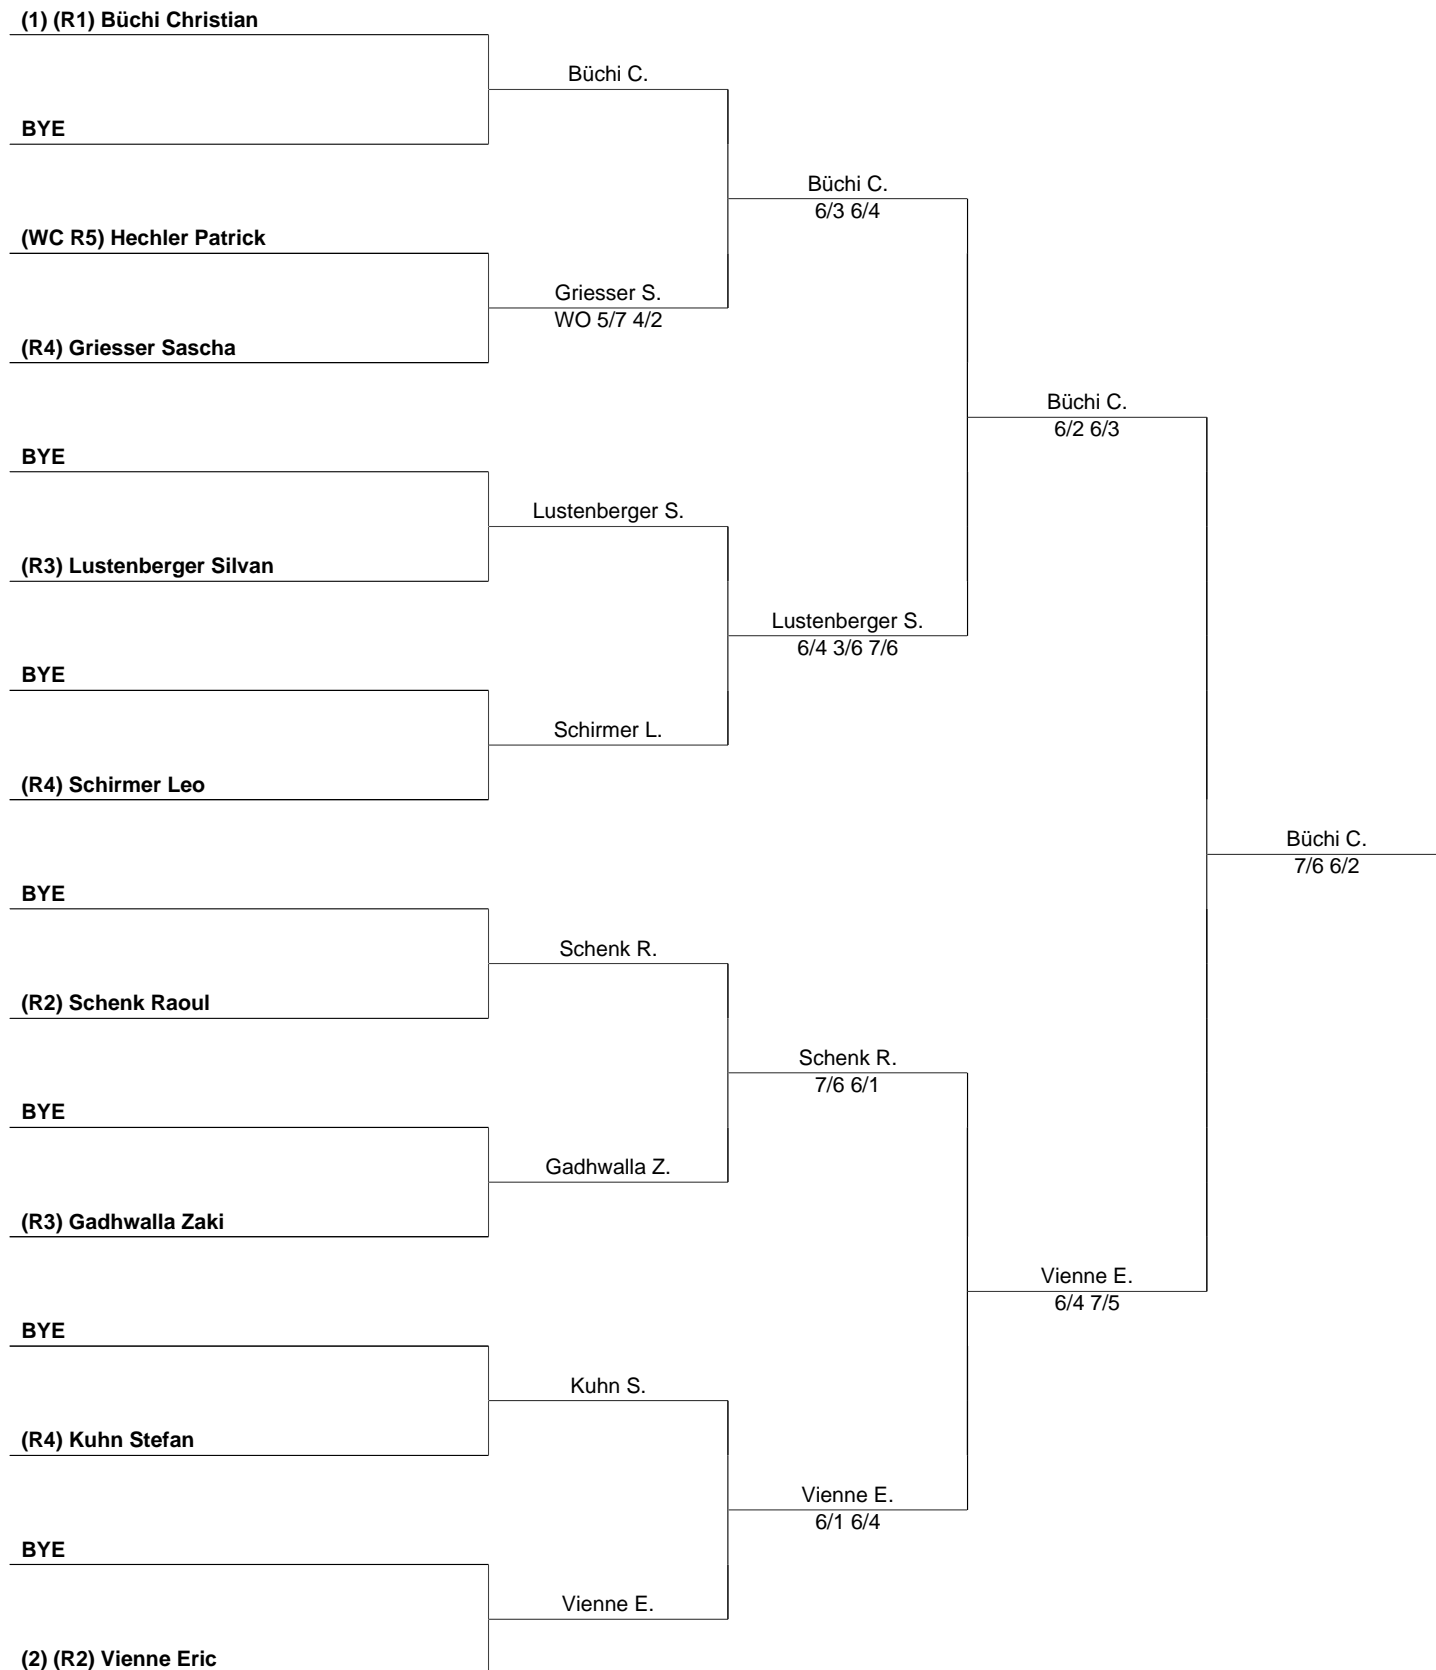 (1) (R1) Büchi Christian
Büchi C.
BYE
Büchi C.
6/3 6/4
(WC R5) Hechler Patrick
Griesser S.
WO 5/7 4/2
(R4) Griesser Sascha
Büchi C.
6/2 6/3
BYE
Lustenberger S.
(R3) Lustenberger Silvan
Lustenberger S.
6/4 3/6 7/6
BYE
Schirmer L.
(R4) Schirmer Leo
Büchi C.
7/6 6/2
BYE
Schenk R.
(R2) Schenk Raoul
Schenk R.
7/6 6/1
BYE
Gadhwalla Z.
(R3) Gadhwalla Zaki
Vienne E.
6/4 7/5
BYE
Kuhn S.
(R4) Kuhn Stefan
Vienne E.
6/1 6/4
BYE
Vienne E.
(2) (R2) Vienne Eric